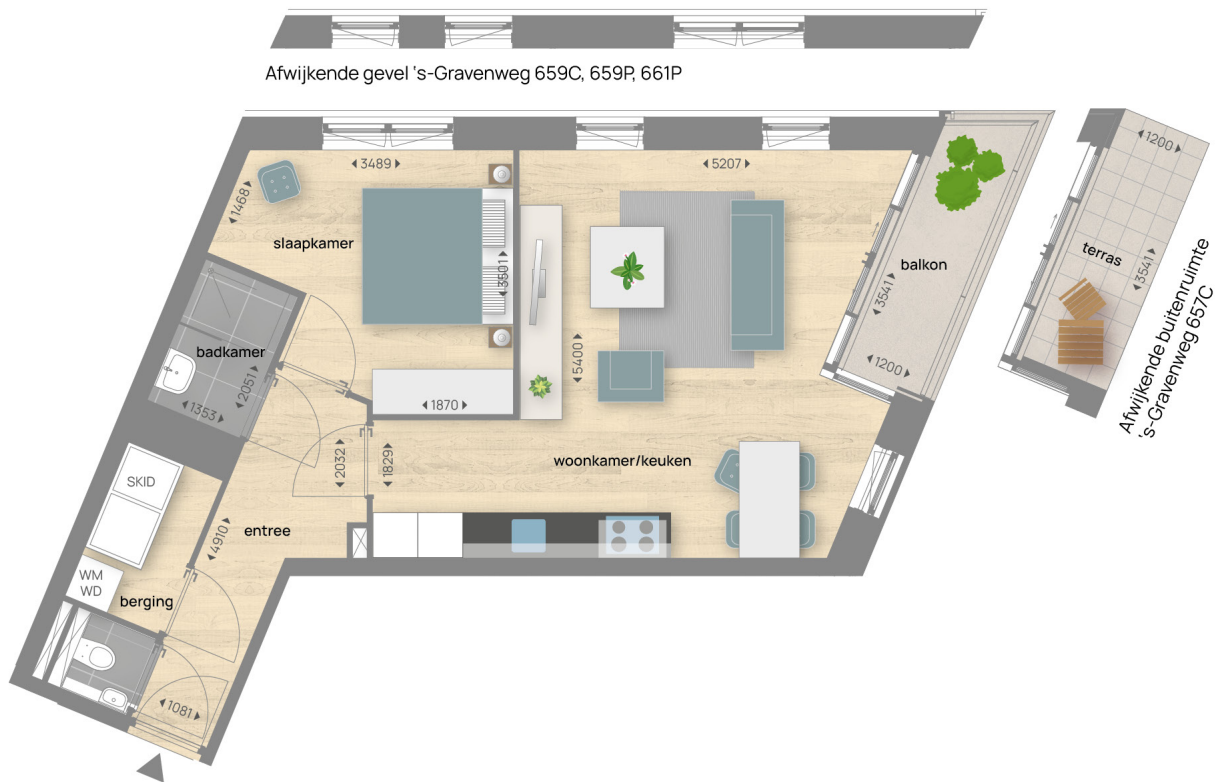 Afwijkende gevel 's-Gravenweg 659C, 659P, 661P
3489
5207
1200
1468
slaapkamer
3501
balkon
terras
3541
3541
Afwijkende buitenruimte
's-Gravenweg 657C
badkamer
2051
5400
1200
1353
1870
2032
1829
woonkamer/keuken
SKID
4910
entree
WM
WD
berging
1081